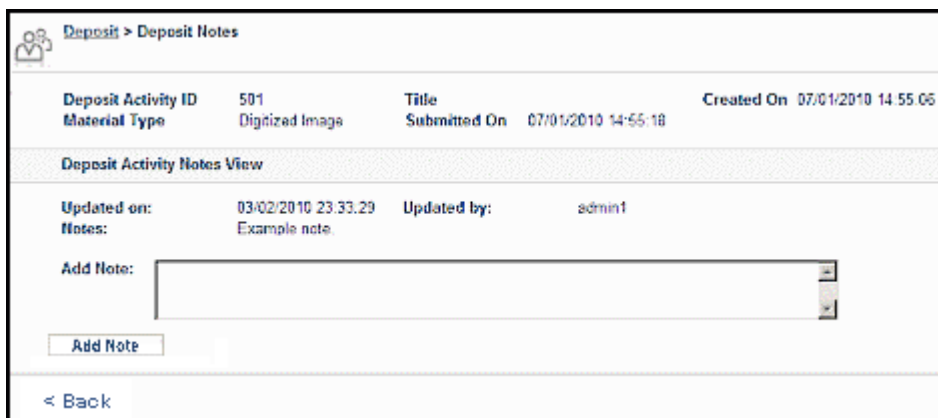 Deposit > Deposit Notes
Deposit Activity ID 501 Title Created On 07/01/2010 14:55:06
Material Type Digitized Image Submitted On 07/01/2010 14:55:18
Deposit Activity Notes View
Updated on: 03/02/2010 23:33:29 Updated by: admin1
Notes: Example note.
Add Note:
Add Note
< Back